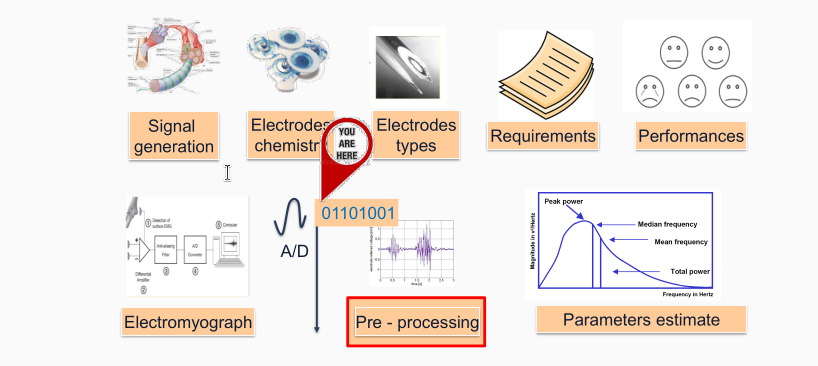 Signal
generation
Electrodes
chemistr
Electrodes
types
YOU
ARE
HERE
Requirements
Performances
01101001
A/D
Detection of
surface EMG
Computer
Anti-aliasing
Filter
A/D
Converter
Differential
Amplifier
Electromyograph
Pre - processing
Peak power
Median frequency
Mean frequency
Total power
Magnitude in v²/Hertz
Frequency in Hertz
Parameters estimate